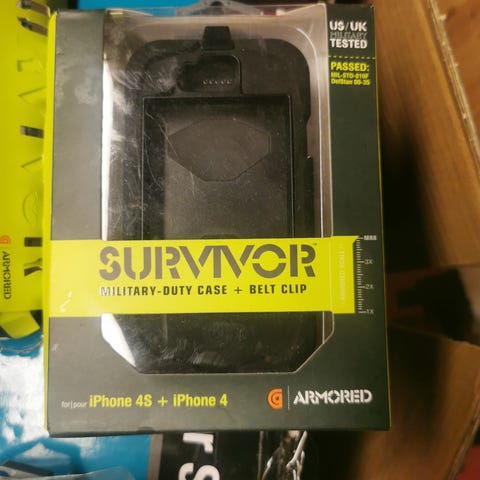 US/UK
MILITARY
TESTED
PASSED:
MIL-STD-810F
DefStan 00-35
SURVIVOR™
MILITARY-DUTY CASE + BELT CLIP
MAX
3X
2X
1X
for|pour iPhone 4S + iPhone 4
ARMORED
ARMORED